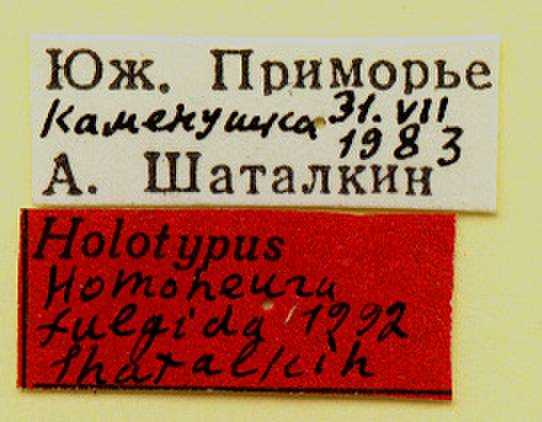 Юж. Приморье
Каменушка 31. VII
1983
А. Шаталкин
Holotypus
Homoneura
fulgida 1992
Shatalkin